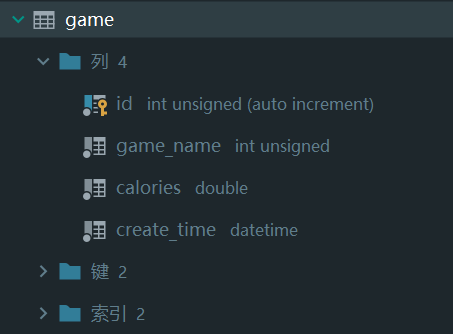 game
列 4
id int unsigned (auto increment)
game_name int unsigned
calories double
create_time datetime
键 2
索引 2